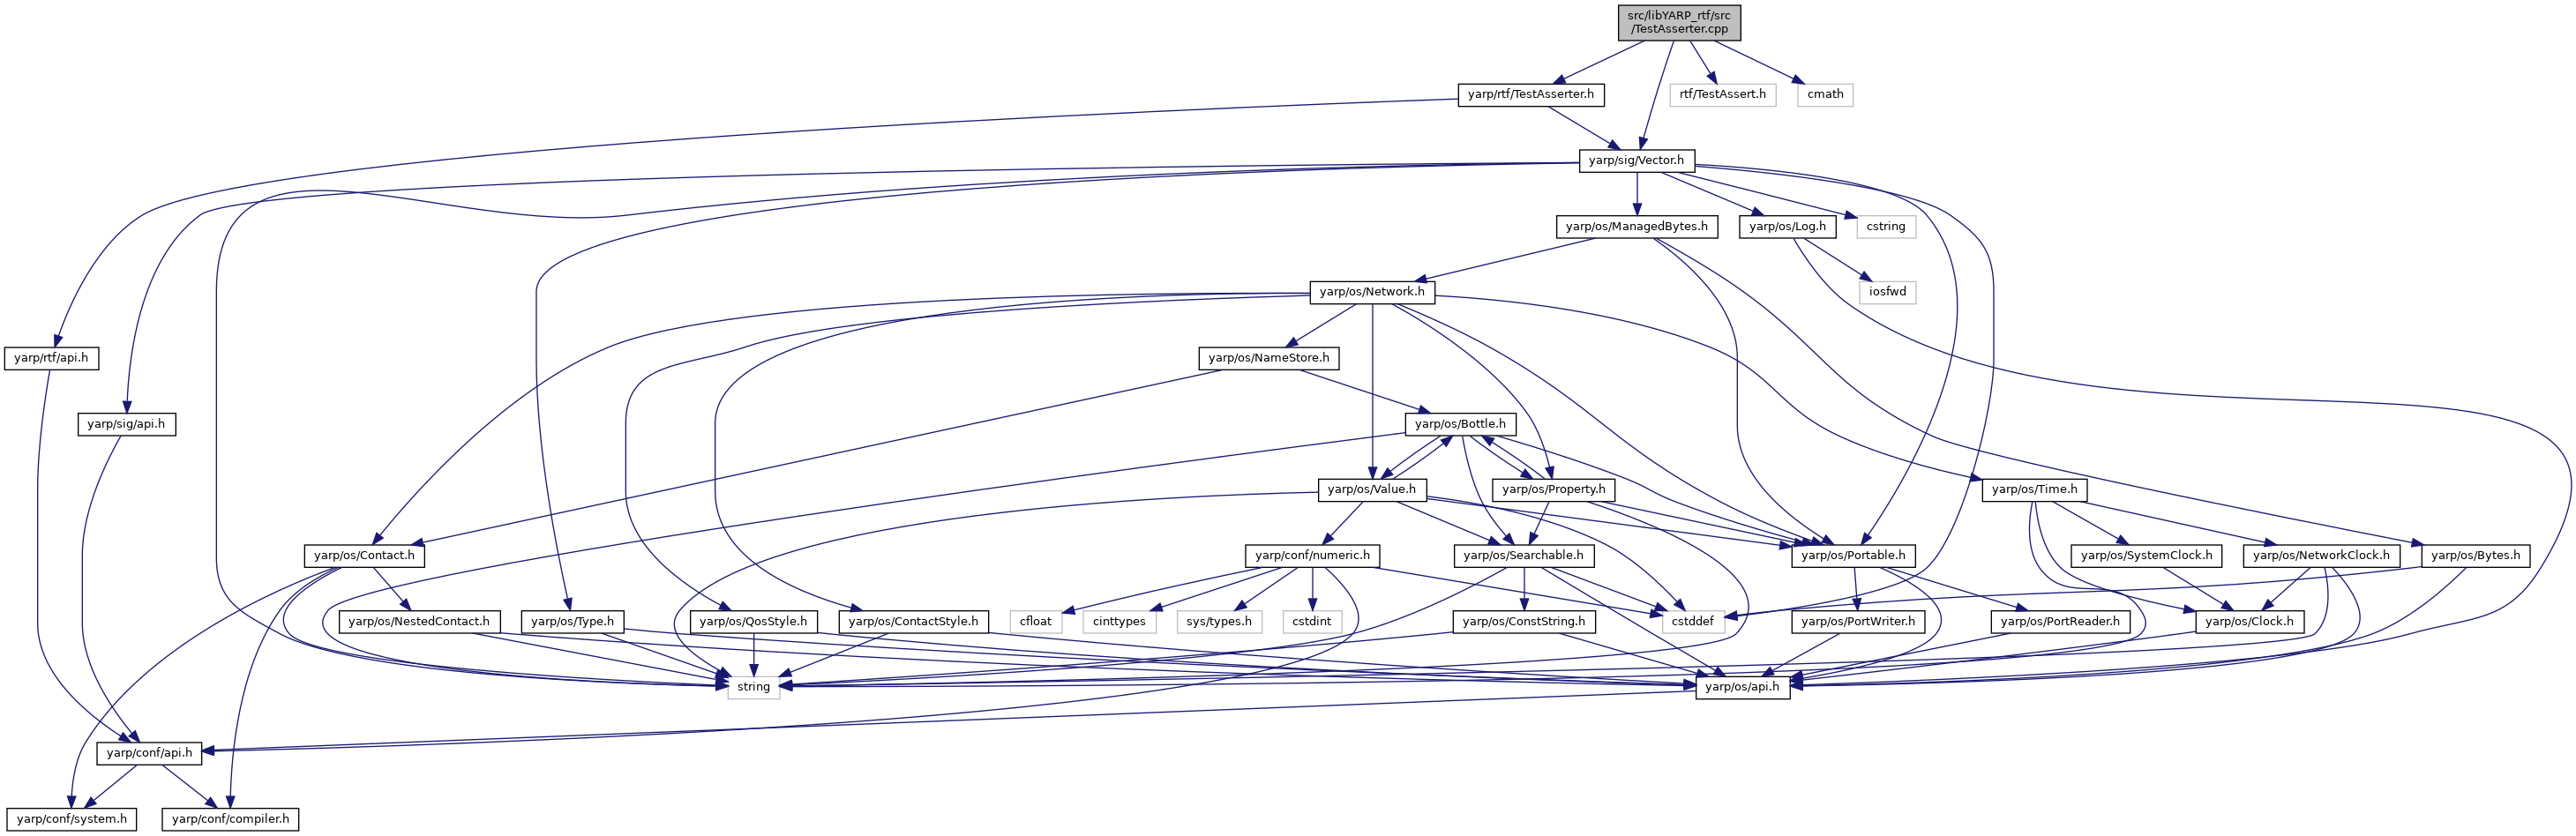 src/libYARP_rtf/src
/TestAsserter.cpp
yarp/rtf/TestAsserter.h
rtf/TestAssert.h
cmath
yarp/sig/Vector.h
yarp/os/ManagedBytes.h
yarp/os/Log.h
cstring
yarp/os/Network.h
iosfwd
yarp/rtf/api.h
yarp/os/NameStore.h
yarp/sig/api.h
yarp/os/Bottle.h
yarp/os/Value.h
yarp/os/Property.h
yarp/os/Time.h
yarp/os/Contact.h
yarp/conf/numeric.h
yarp/os/Searchable.h
yarp/os/Portable.h
yarp/os/SystemClock.h
yarp/os/NetworkClock.h
yarp/os/Bytes.h
yarp/os/NestedContact.h
yarp/os/Type.h
yarp/os/QosStyle.h
yarp/os/ContactStyle.h
cfloat
cinttypes
sys/types.h
cstdint
yarp/os/ConstString.h
cstddef
yarp/os/PortWriter.h
yarp/os/PortReader.h
yarp/os/Clock.h
string
yarp/os/api.h
yarp/conf/api.h
yarp/conf/system.h
yarp/conf/compiler.h